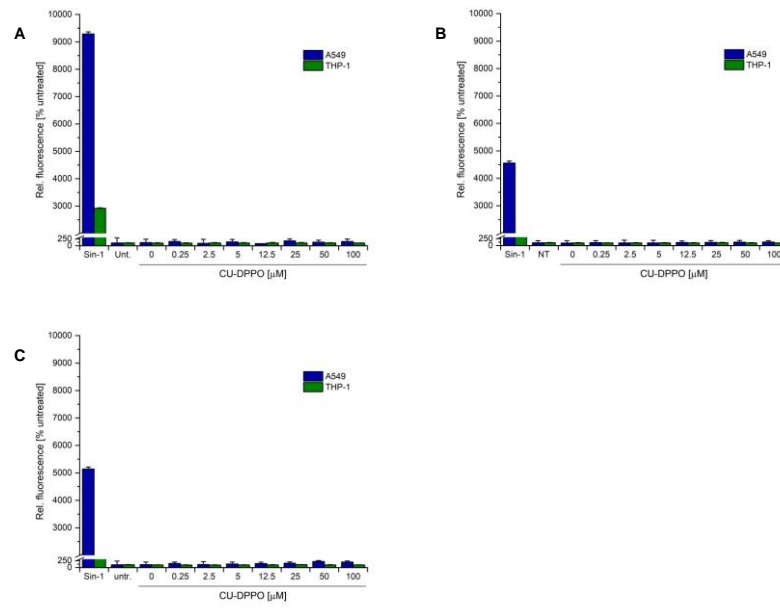 A
Rel. fluorescence [% untreated]
10000
9000
8000
7000
6000
5000
4000
3000
250
0
A549
THP-1
Sin-1 Unt. 0 0.25 2.5 5 12.5 25 50 100
CU-DPPO [µM]
B
Rel. fluorescence [% untreated]
10000
9000
8000
7000
6000
5000
4000
3000
250
0
A549
THP-1
Sin-1 NT 0 0.25 2.5 5 12.5 25 50 100
CU-DPPO [µM]
C
Rel. fluorescence [% untreated]
10000
9000
8000
7000
6000
5000
4000
3000
250
0
A549
THP-1
Sin-1 untr. 0 0.25 2.5 5 12.5 25 50 100
CU-DPPO [µM]